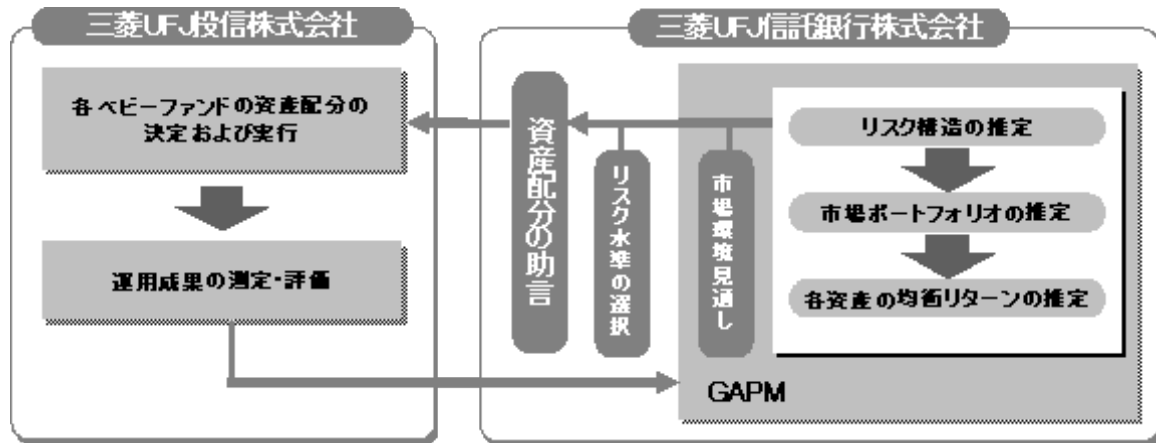 三菱UFJ投信株式会社
各ベビーファンドの資産配分の
決定および実行
運用成果の測定・評価
三菱UFJ信託銀行株式会社
資産配分の助言
リスク水準の選択
市場環境見通し
リスク構造の推定
市場ポートフォリオの推定
各資産の均衡リターンの推定
GAPM